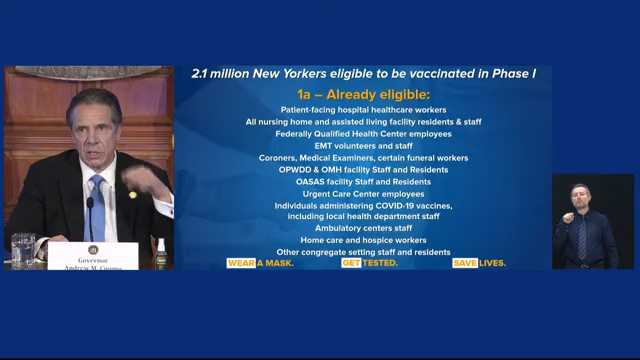 2.1 million New Yorkers eligible to be vaccinated in Phase I
1a – Already eligible:
Patient-facing hospital healthcare workers
All nursing home and assisted living facility residents & staff
Federally Qualified Health Center employees
EMT volunteers and staff
Coroners, Medical Examiners, certain funeral workers
OPWDD & OMH facility Staff and Residents
OASAS facility Staff and Residents
Urgent Care Center employees
Individuals administering COVID-19 vaccines,
including local health department staff
Ambulatory centers staff
Home care and hospice workers
Other congregate setting staff and residents
WEAR A MASK. GET TESTED. SAVE LIVES.
Governor
Andrew M. Cuomo